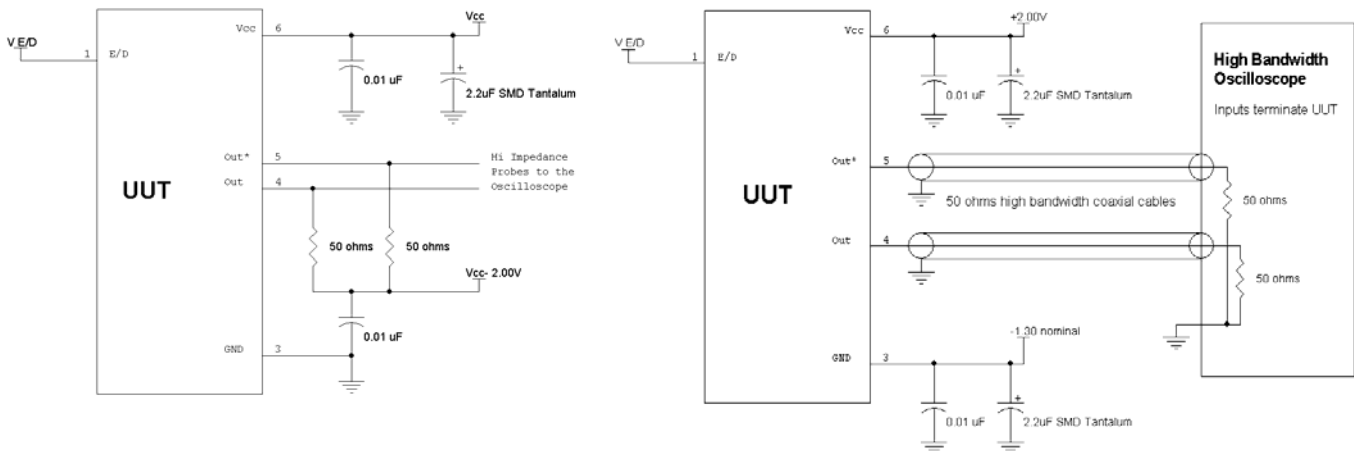 V E/D
1
E/D
Vcc
6
Vcc
0.01 uF
2.2uF SMD Tantalum
+
Out*
5
Out
4
Hi Impedance
Probes to the
Oscilloscope
UUT
50 ohms
50 ohms
Vcc- 2.00V
0.01 uF
GND
3
V E/D
1
E/D
Vcc
6
+2.00V
0.01 uF
+
2.2uF SMD Tantalum
High Bandwidth
Oscilloscope
Inputs terminate UUT
Out*
5
50 ohms high bandwidth coaxial cables
50 ohms
UUT
Out
4
50 ohms
-1.30 nominal
GND
3
0.01 uF
+
2.2uF SMD Tantalum